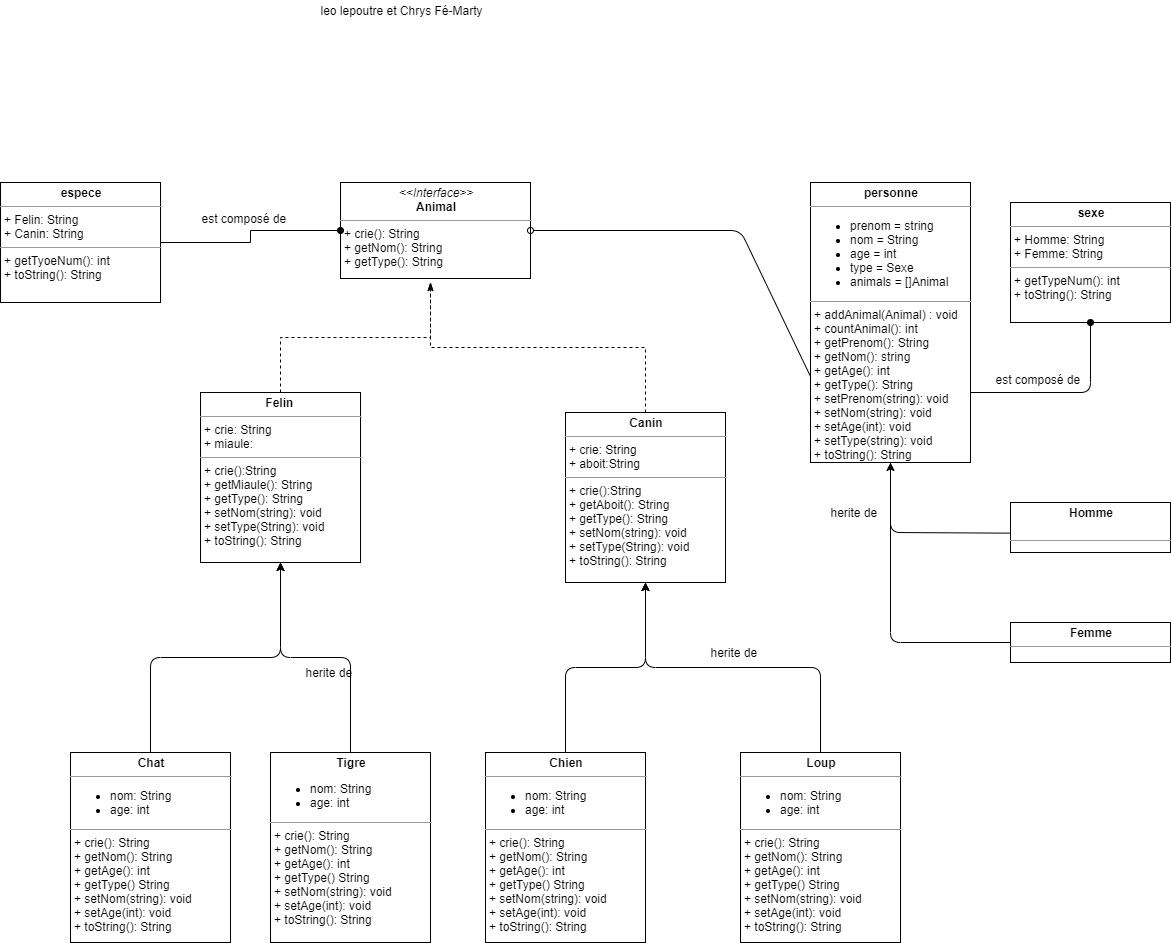 leo lepoutre et Chrys Fé-Marty
espece
+ Felin: String
+ Canin: String
+ getTyoeNum(): int
+ toString(): String
est composé de
<<Interface>>
Animal
+ crie(): String
+ getNom(): String
+ getType(): String
personne
prenom = string
nom = String
age = int
type = Sexe
animals = []Animal
+ addAnimal(Animal) : void
+ countAnimal(): int
+ getPrenom(): String
+ getNom(): string
+ getAge(): int
+ getType(): String
+ setPrenom(string): void
+ setNom(string): void
+ setAge(int): void
+ setType(string): void
+ toString(): String
sexe
+ Homme: String
+ Femme: String
+ getTypeNum(): int
+ toString(): String
est composé de
Felin
+ crie: String
+ miaule:
+ crie():String
+ getMiaule(): String
+ getType(): String
+ setNom(string): void
+ setType(String): void
+ toString(): String
Canin
+ crie: String
+ aboit:String
+ crie():String
+ getAboit(): String
+ getType(): String
+ setNom(string): void
+ setType(String): void
+ toString(): String
herite de
Homme
Femme
herite de
herite de
Chat
nom: String
age: int
+ crie(): String
+ getNom(): String
+ getAge(): int
+ getType() String
+ setNom(string): void
+ setAge(int): void
+ toString(): String
Tigre
nom: String
age: int
+ crie(): String
+ getNom(): String
+ getAge(): int
+ getType() String
+ setNom(string): void
+ setAge(int): void
+ toString(): String
Chien
nom: String
age: int
+ crie(): String
+ getNom(): String
+ getAge(): int
+ getType() String
+ setNom(string): void
+ setAge(int): void
+ toString(): String
Loup
nom: String
age: int
+ crie(): String
+ getNom(): String
+ getAge(): int
+ getType() String
+ setNom(string): void
+ setAge(int): void
+ toString(): String